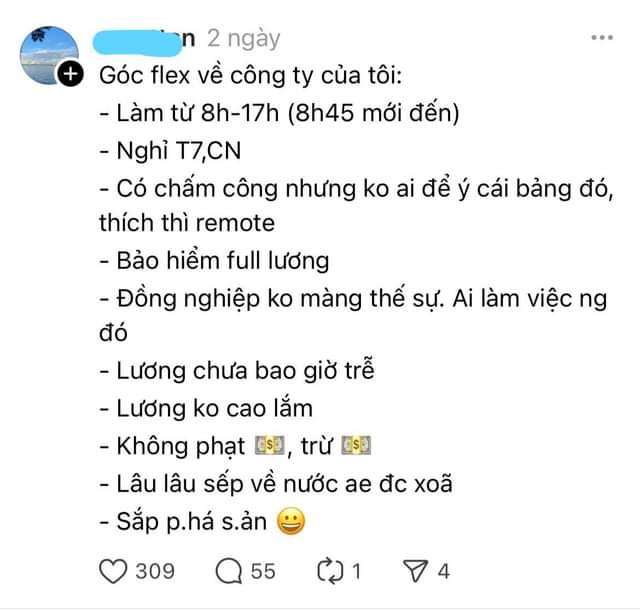 n 2 ngày
Góc flex về công ty của tôi:
- Làm từ 8h-17h (8h45 mới đến)
- Nghỉ T7,CN
- Có chấm công nhưng ko ai để ý cái bảng đó,
thích thì remote
- Bảo hiểm full lương
- Đồng nghiệp ko màng thế sự. Ai làm việc ng
đó
- Lương chưa bao giờ trễ
- Lương ko cao lắm
- Không phạt 💵, trừ 💵
- Lâu lâu sếp về nước ae đc xoã
- Sắp p.há s.ản 😀
309 55 1 4